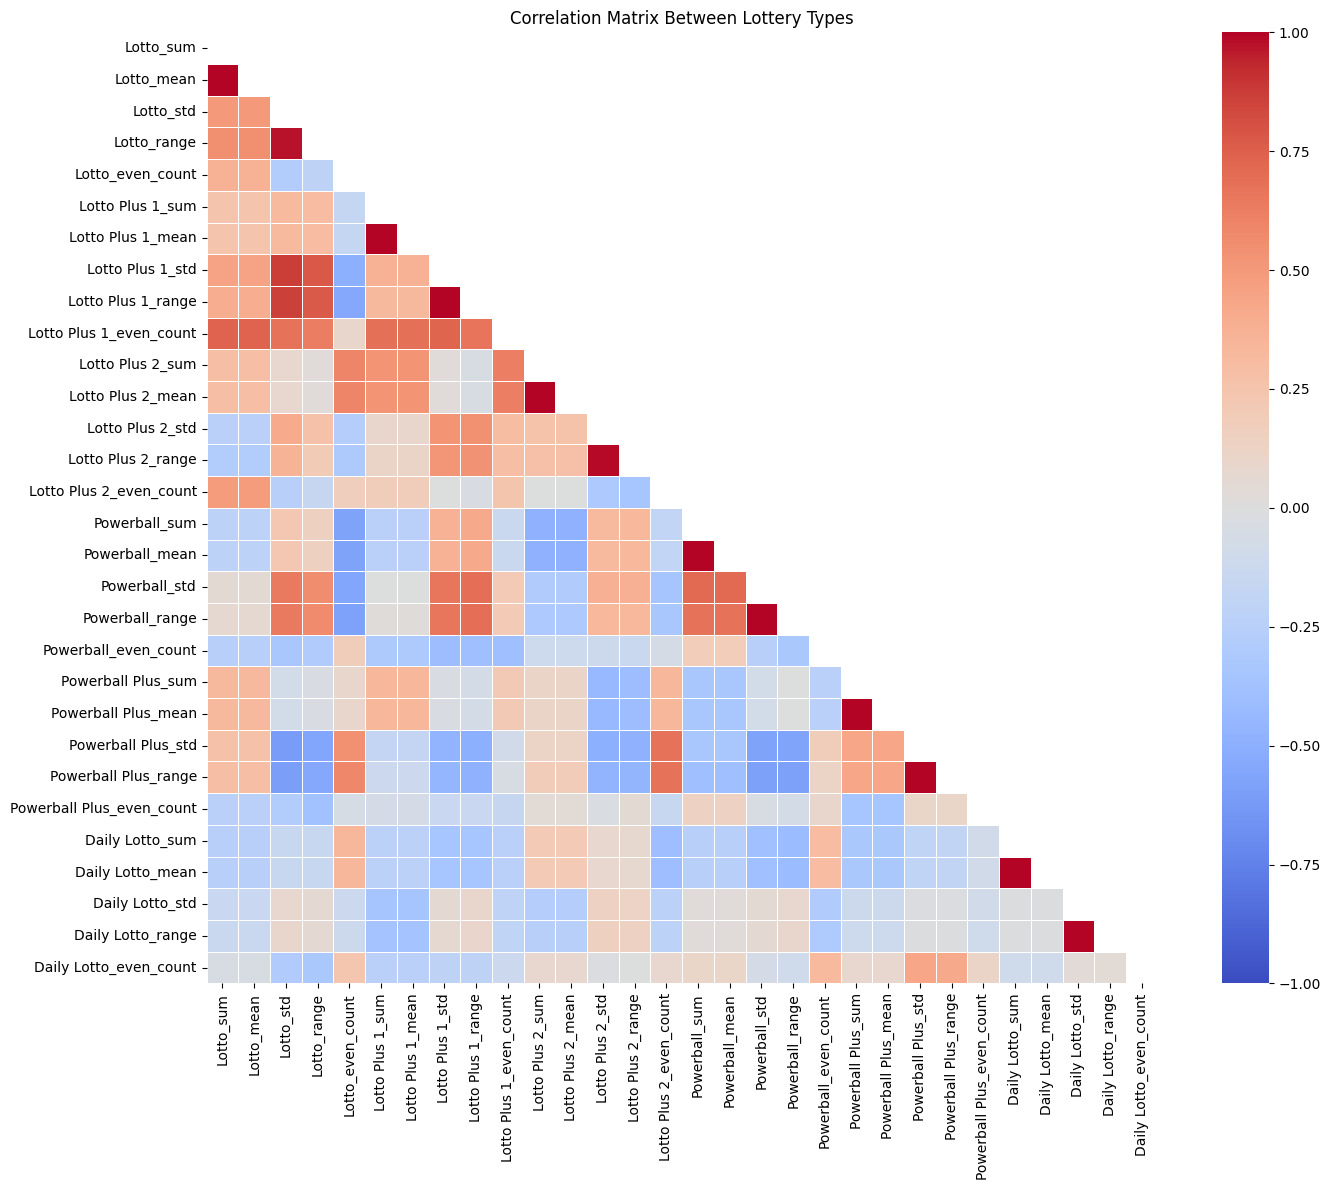 Correlation Matrix Between Lottery Types
Lotto_sum
Lotto_mean
Lotto_std
Lotto_range
Lotto_even_count
Lotto Plus 1_sum
Lotto Plus 1_mean
Lotto Plus 1_std
Lotto Plus 1_range
Lotto Plus 1_even_count
Lotto Plus 2_sum
Lotto Plus 2_mean
Lotto Plus 2_std
Lotto Plus 2_range
Lotto Plus 2_even_count
Powerball_sum
Powerball_mean
Powerball_std
Powerball_range
Powerball_even_count
Powerball Plus_sum
Powerball Plus_mean
Powerball Plus_std
Powerball Plus_range
Powerball Plus_even_count
Daily Lotto_sum
Daily Lotto_mean
Daily Lotto_std
Daily Lotto_range
Daily Lotto_even_count
Lotto_sum
Lotto_mean
Lotto_std
Lotto_range
Lotto_even_count
Lotto Plus 1_sum
Lotto Plus 1_mean
Lotto Plus 1_std
Lotto Plus 1_range
Lotto Plus 1_even_count
Lotto Plus 2_sum
Lotto Plus 2_mean
Lotto Plus 2_std
Lotto Plus 2_range
Lotto Plus 2_even_count
Powerball_sum
Powerball_mean
Powerball_std
Powerball_range
Powerball_even_count
Powerball Plus_sum
Powerball Plus_mean
Powerball Plus_std
Powerball Plus_range
Powerball Plus_even_count
Daily Lotto_sum
Daily Lotto_mean
Daily Lotto_std
Daily Lotto_range
Daily Lotto_even_count
1.00
0.75
0.50
0.25
0.00
−0.25
−0.50
−0.75
−1.00